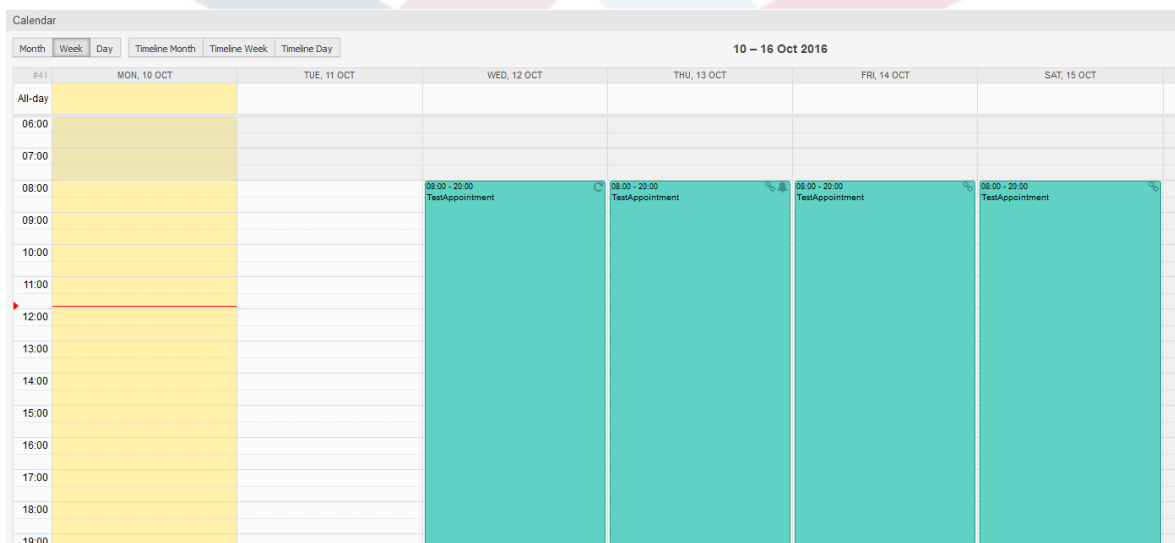 Calendar
Month Week Day Timeline Month Timeline Week Timeline Day 10 – 16 Oct 2016
#41 MON, 10 OCT TUE, 11 OCT WED, 12 OCT THU, 13 OCT FRI, 14 OCT SAT, 15 OCT
All-day
06:00
07:00
08:00 08:00 - 20:00 08:00 - 20:00 08:00 - 20:00 08:00 - 20:00
TestAppointment TestAppointment TestAppointment TestAppointment
09:00
10:00
11:00
12:00
13:00
14:00
15:00
16:00
17:00
18:00
19:00